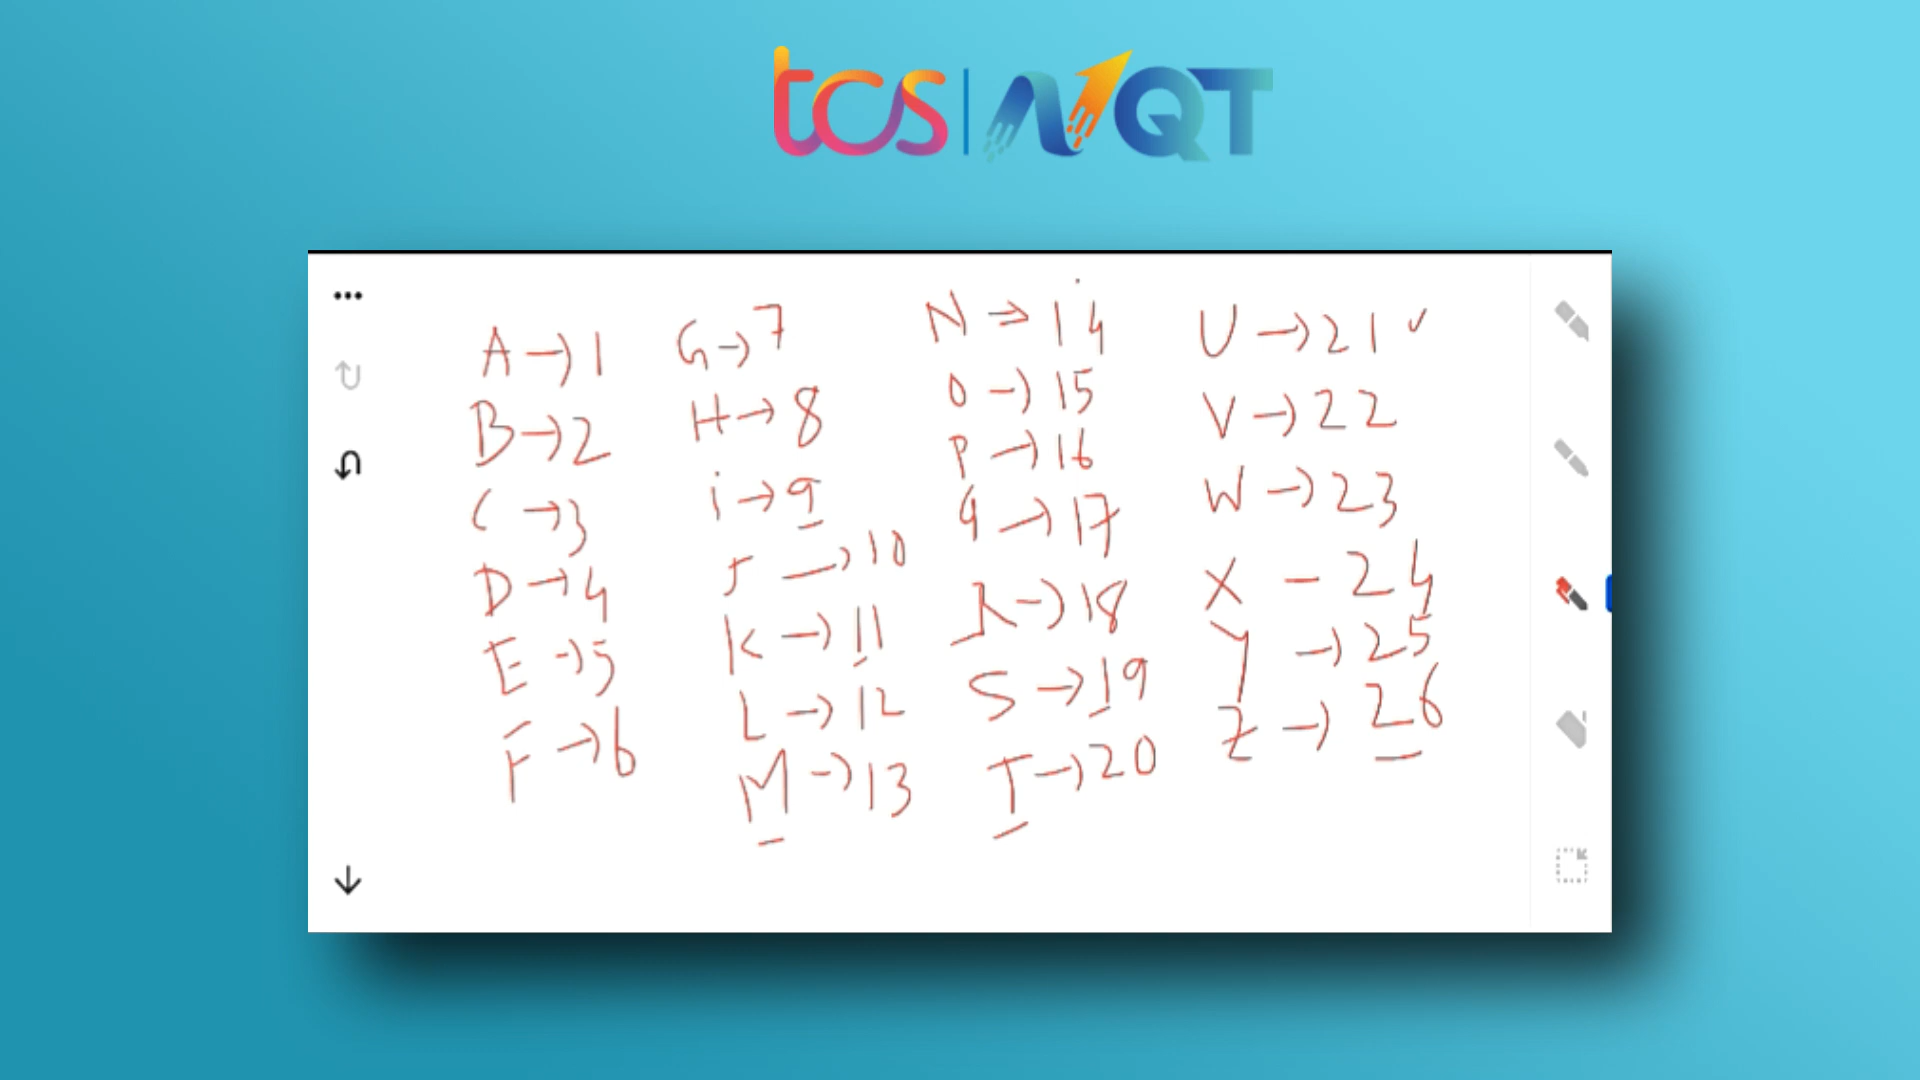 tcs | NQT
A → 1
B → 2
C → 3
D → 4
E → 5
F → 6
G → 7
H → 8
i → 9
J → 10
K → 11
L → 12
M → 13
N → 14
O → 15
P → 16
q → 17
R → 18
S → 19
T → 20
U → 21 ✓
V → 22
W → 23
X - 24
Y → 25
Z → 26